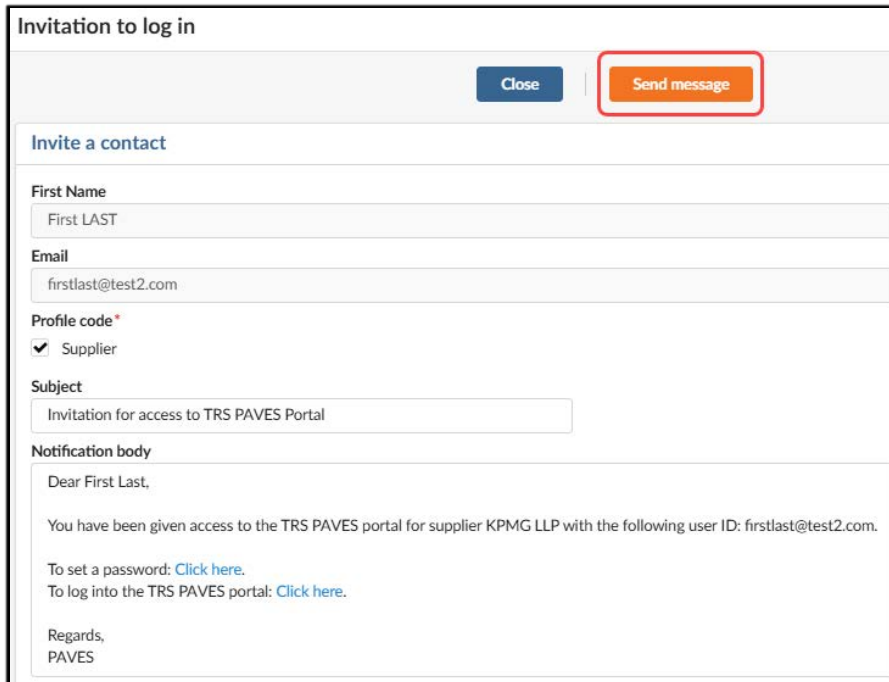 Invitation to log in
Close
Send message
Invite a contact
First Name
First LAST
Email
firstlast@test2.com
Profile code*
Supplier
Subject
Invitation for access to TRS PAVES Portal
Notification body
Dear First Last,
You have been given access to the TRS PAVES portal for supplier KPMG LLP with the following user ID: firstlast@test2.com.
To set a password: Click here.
To log into the TRS PAVES portal: Click here.
Regards,
PAVES